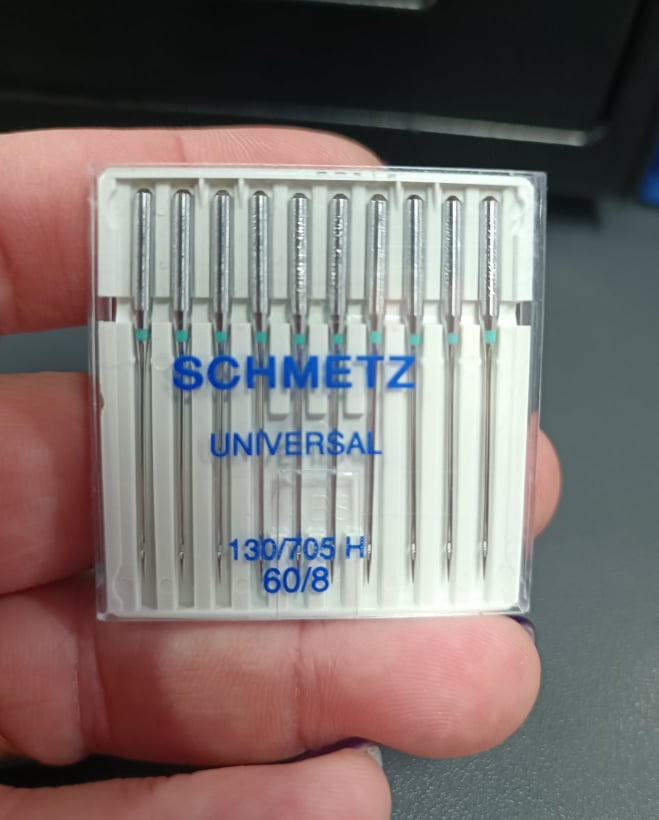 SCHMETZ
UNIVERSAL
130/705 H
60/8